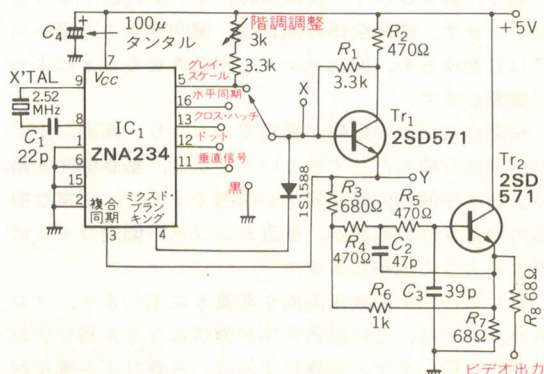 C4
+
100μ
タンタル
階調調整
3k
3.3k
R2
470Ω
+5V
R1
3.3k
X'TAL
2.52
MHz
C1
22p
7
VCC
9
8
1
6
15
2
IC1
ZNA234
複合
同期
ミクスド・
ブラン
キング
3
4
5
16
13
12
11
グレイ・
スケール
水平同期
クロス・ハッチ
ドット
垂直信号
黒
X
1S1588
Tr1
2SD571
Y
Tr2
2SD
571
R3
680Ω
R4
470Ω
R5
470Ω
C2
47p
C3
39p
R6
1k
R7
68Ω
R8 68Ω
ビデオ出力